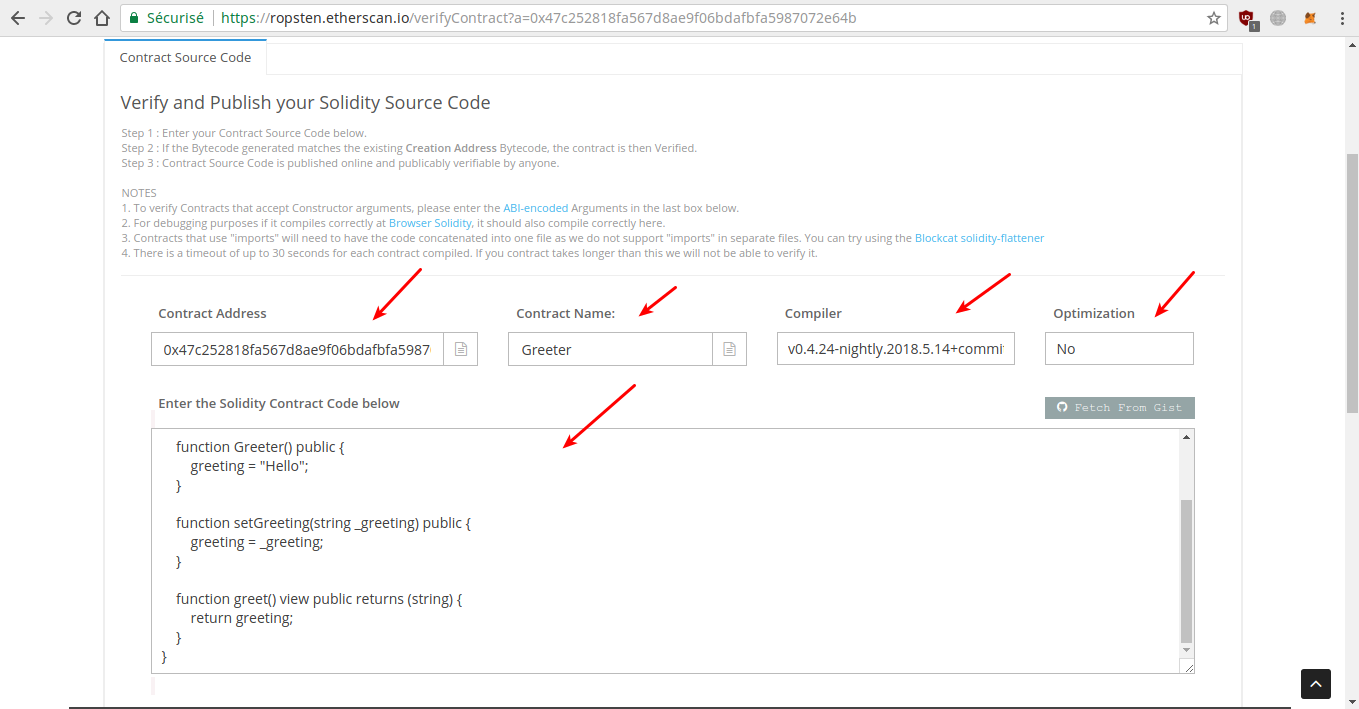 Sécurisé https://ropsten.etherscan.io/verifyContract?a=0x47c252818fa567d8ae9f06bdafbfa5987072e64b
1
Contract Source Code
Verify and Publish your Solidity Source Code
Step 1 : Enter your Contract Source Code below.
Step 2 : If the Bytecode generated matches the existing Creation Address Bytecode, the contract is then Verified.
Step 3 : Contract Source Code is published online and publicably verifiable by anyone.
NOTES
1. To verify Contracts that accept Constructor arguments, please enter the ABI-encoded Arguments in the last box below.
2. For debugging purposes if it compiles correctly at Browser Solidity, it should also compile correctly here.
3. Contracts that use "imports" will need to have the code concatenated into one file as we do not support "imports" in separate files. You can try using the Blockcat solidity-flattener
4. There is a timeout of up to 30 seconds for each contract compiled. If you contract takes longer than this we will not be able to verify it.
Contract Address Contract Name: Compiler Optimization
0x47c252818fa567d8ae9f06bdafbfa5987 Greeter v0.4.24-nightly.2018.5.14+commi No
Enter the Solidity Contract Code below Fetch From Gist
function Greeter() public {
greeting = "Hello";
}
function setGreeting(string _greeting) public {
greeting = _greeting;
}
function greet() view public returns (string) {
return greeting;
}
}